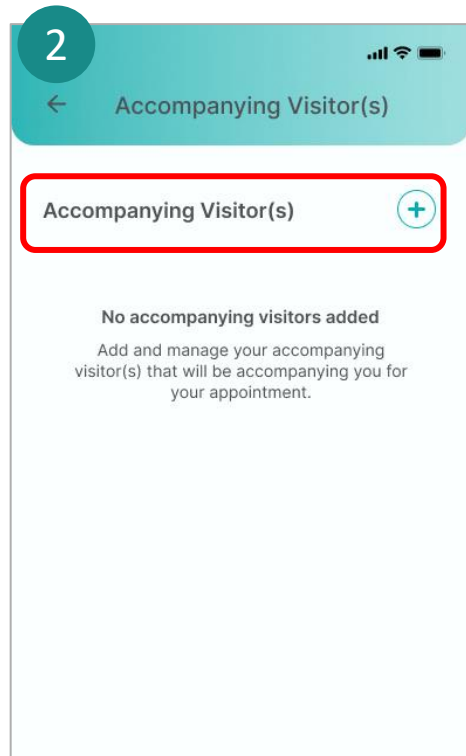 2
Accompanying Visitor(s)
Accompanying Visitor(s)
No accompanying visitors added
Add and manage your accompanying
visitor(s) that will be accompanying you for
your appointment.